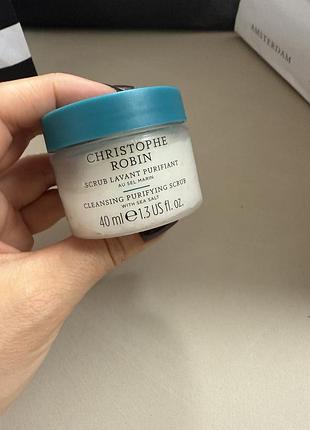 AMSTERDAM
CHRISTOPHE
ROBIN
SCRUB LAVANT PURIFIANT
AU SEL MARIN
CLEANSING PURIFYING SCRUB
WITH SEA SALT
40 ml ℮ 1.3 US fl. oz.